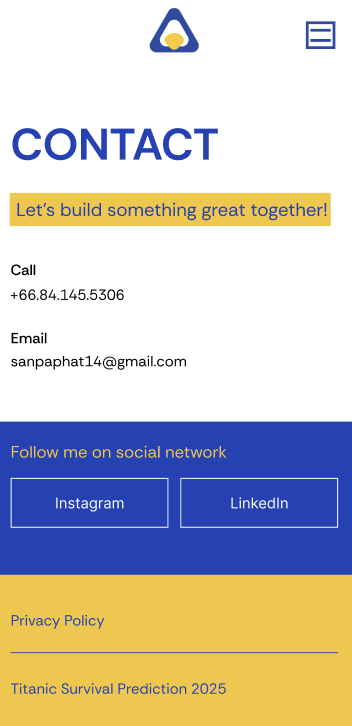 CONTACT
Let's build something great together!
Call
+66.84.145.5306
Email
sanpaphat14@gmail.com
Follow me on social network
Instagram
LinkedIn
Privacy Policy
Titanic Survival Prediction 2025